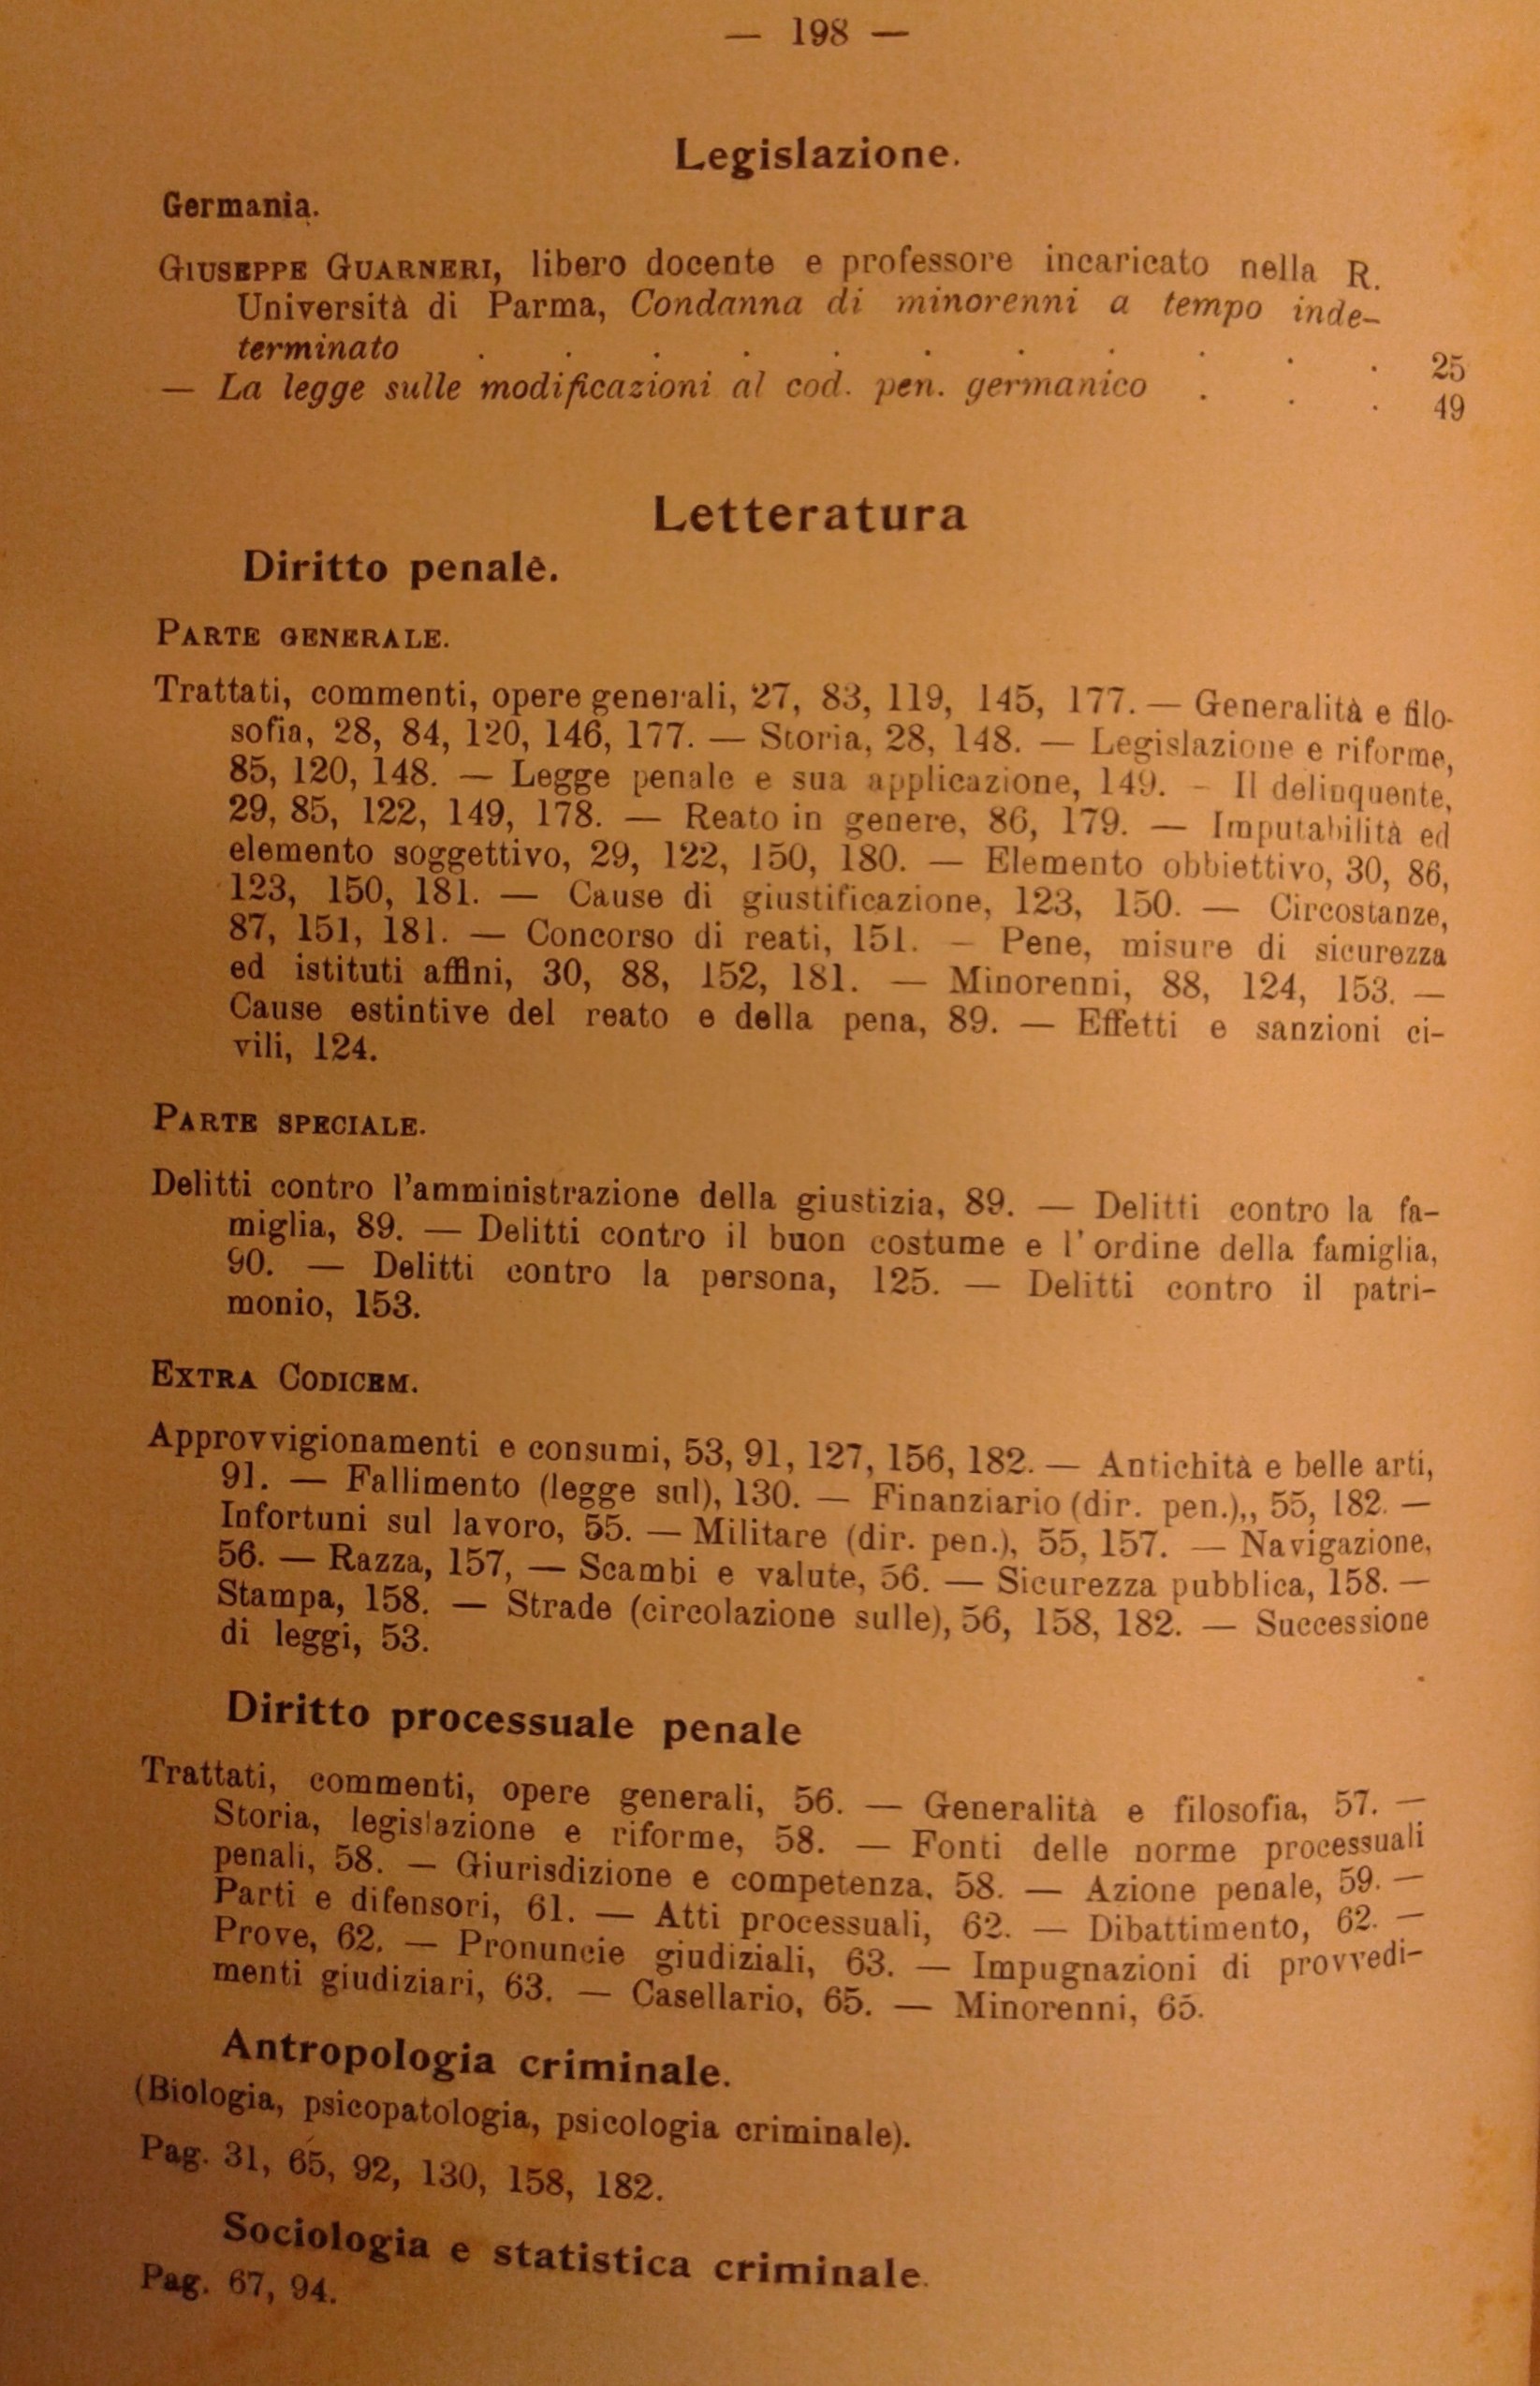 — 198 —
Legislazione.
Germania.
GIUSEPPE GUARNERI, libero docente e professore incaricato nella R.
Università di Parma, Condanna di minorenni a tempo inde-
terminato . . . . . . . . . . . 25
— La legge sulle modificazioni al cod. pen. germanico . . . 49
Letteratura
Diritto penale.
PARTE GENERALE.
Trattati, commenti, opere generali, 27, 83, 119, 145, 177. — Generalità e filo-
sofia, 28, 84, 120, 146, 177. — Storia, 28, 148. — Legislazione e riforme,
85, 120, 148. — Legge penale e sua applicazione, 149. - Il delinquente,
29, 85, 122, 149, 178. — Reato in genere, 86, 179. — Imputabilità ed
elemento soggettivo, 29, 122, 150, 180. — Elemento obbiettivo, 30, 86,
123, 150, 181. — Cause di giustificazione, 123, 150. — Circostanze,
87, 151, 181. — Concorso di reati, 151. — Pene, misure di sicurezza
ed istituti affini, 30, 88, 152, 181. — Minorenni, 88, 124, 153. —
Cause estintive del reato e della pena, 89. — Effetti e sanzioni ci-
vili, 124.
PARTE SPECIALE.
Delitti contro l'amministrazione della giustizia, 89. — Delitti contro la fa-
miglia, 89. — Delitti contro il buon costume e l' ordine della famiglia,
90. — Delitti contro la persona, 125. — Delitti contro il patri-
monio, 153.
EXTRA CODICEM.
Approvvigionamenti e consumi, 53, 91, 127, 156, 182. — Antichità e belle arti,
91. — Fallimento (legge sul), 130. — Finanziario (dir. pen.),, 55, 182. —
Infortuni sul lavoro, 55. — Militare (dir. pen.), 55, 157. — Navigazione,
56. — Razza, 157, — Scambi e valute, 56. — Sicurezza pubblica, 158. —
Stampa, 158. — Strade (circolazione sulle), 56, 158, 182. — Successione
di leggi, 53.
Diritto processuale penale
Trattati, commenti, opere generali, 56. — Generalità e filosofia, 57. —
Storia, legislazione e riforme, 58. — Fonti delle norme processuali
penali, 58. — Giurisdizione e competenza, 58. — Azione penale, 59. —
Parti e difensori, 61. — Atti processuali, 62. — Dibattimento, 62. —
Prove, 62. — Pronuncie giudiziali, 63. — Impugnazioni di provvedi-
menti giudiziari, 63. — Casellario, 65. — Minorenni, 65.
Antropologia criminale.
(Biologia, psicopatologia, psicologia criminale).
Pag. 31, 65, 92, 130, 158, 182.
Sociologia e statistica criminale.
Pag. 67, 94.